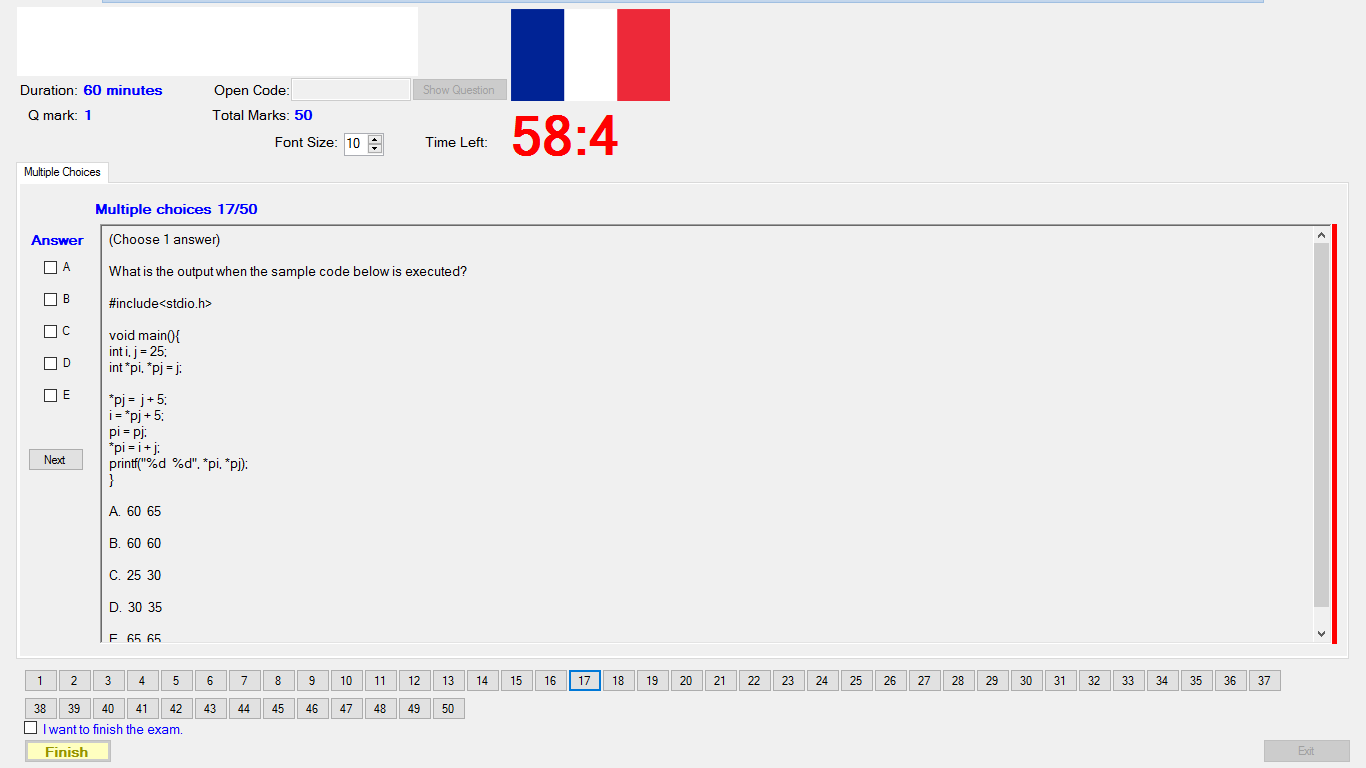 Duration: 60 minutes
Open Code:
Show Question
Q mark: 1
Total Marks: 50
Font Size: 10
Time Left: 58:4
Multiple Choices
Multiple choices 17/50
Answer
A
B
C
D
E
Next
(Choose 1 answer)
What is the output when the sample code below is executed?
#include<stdio.h>
void main(){
int i, j = 25;
int *pi, *pj = j;
*pj =  j + 5;
i = *pj + 5;
pi = pj;
*pi = i + j;
printf("%d  %d", *pi, *pj);
}
A.  60  65
B.  60  60
C.  25  30
D.  30  35
E.  65  65
1 2 3 4 5 6 7 8 9 10 11 12 13 14 15 16 17 18 19 20 21 22 23 24 25 26 27 28 29 30 31 32 33 34 35 36 37
38 39 40 41 42 43 44 45 46 47 48 49 50
I want to finish the exam.
Finish
Exit